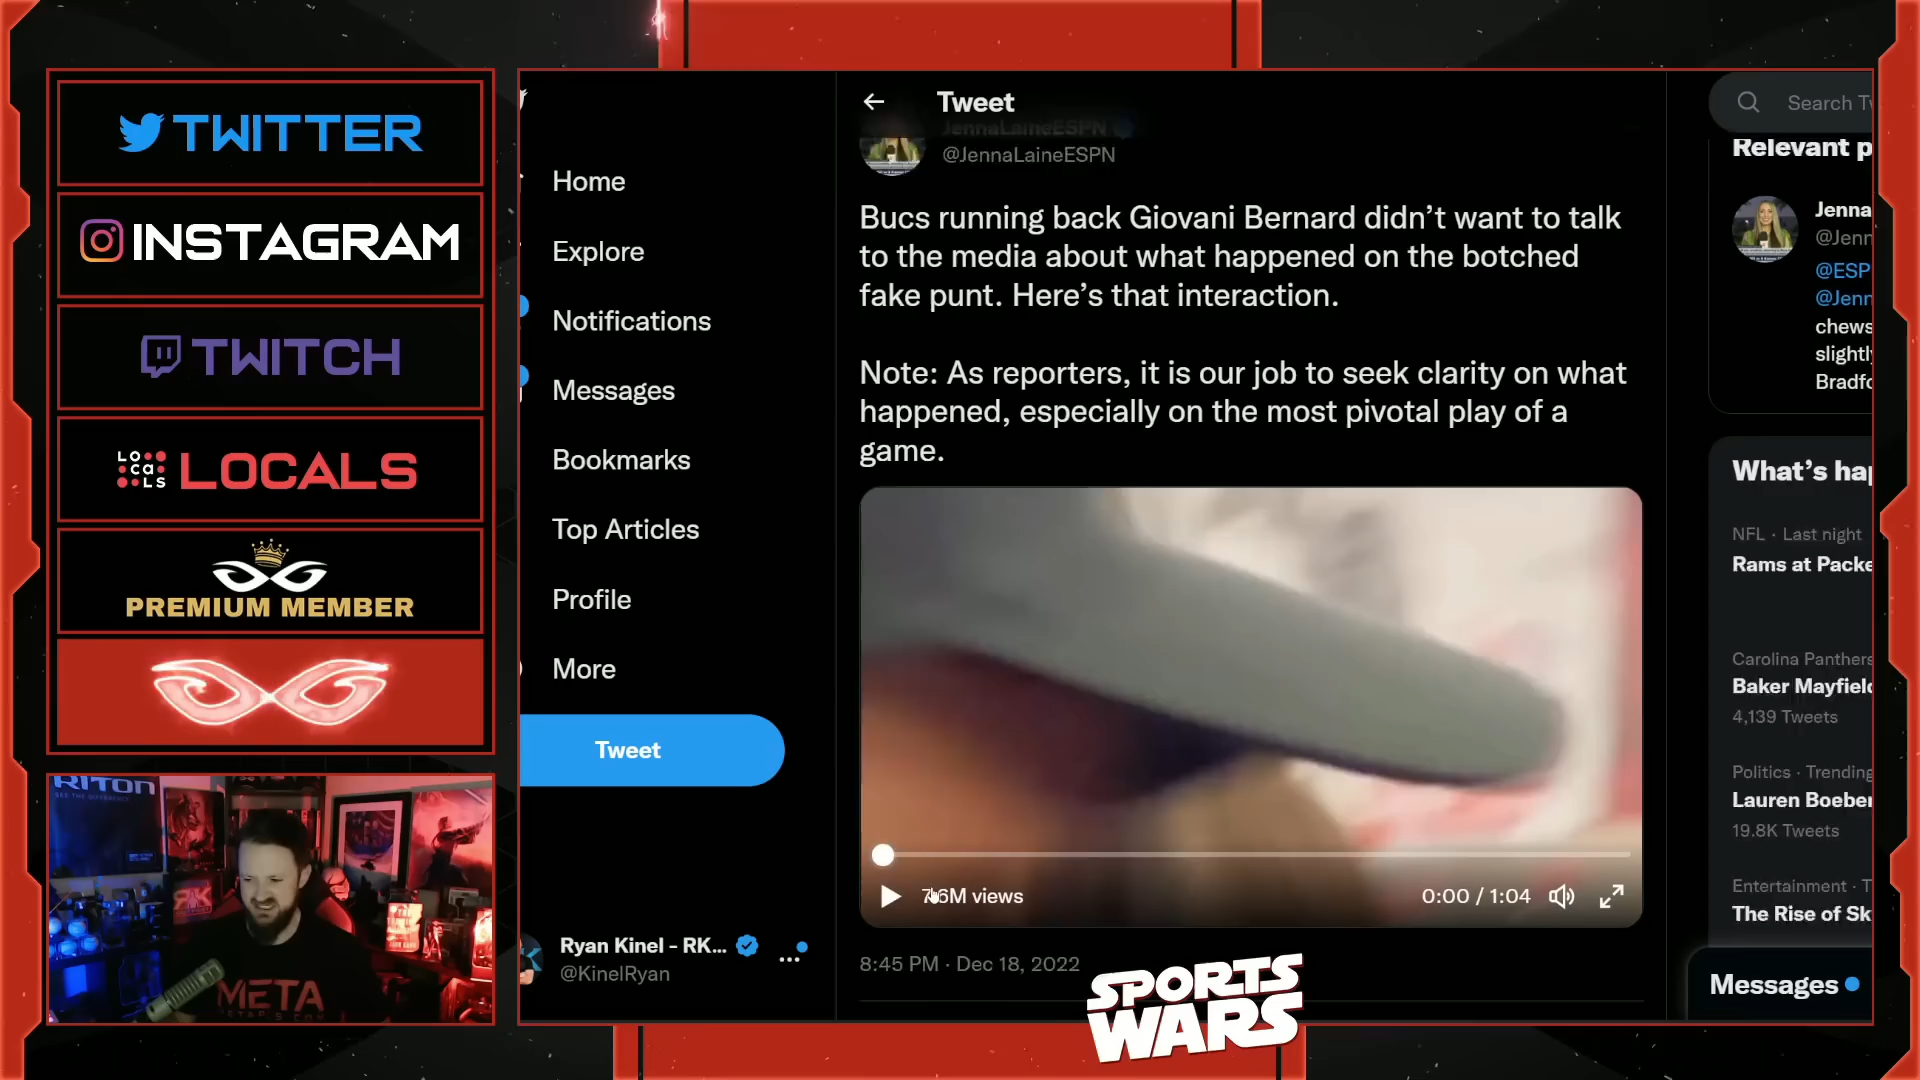 TWITTER
INSTAGRAM
TWITCH
LOCALS
LOCALS
PREMIUM MEMBER
RITON
META
Home
Explore
Notifications
Messages
Bookmarks
Top Articles
Profile
More
Tweet
Ryan Kinel - RK...
@KinelRyan
Tweet
JennaLaineESPN
@JennaLaineESPN
Bucs running back Giovani Bernard didn’t want to talk
to the media about what happened on the botched
fake punt. Here’s that interaction.
Note: As reporters, it is our job to seek clarity on what
happened, especially on the most pivotal play of a
game.
views
0:00 / 1:04
8:45 PM · Dec 18, 2022
SPORTS
WARS
Search Tw
Relevant p
Jenna
@Jenn
@ESP
@Jenn
chews
slightly
Bradfo
What’s hap
NFL · Last night
Rams at Packe
Carolina Panthers
Baker Mayfield
4,139 Tweets
Politics · Trending
Lauren Boeber
19.8K Tweets
Entertainment · T
The Rise of Sk
Messages